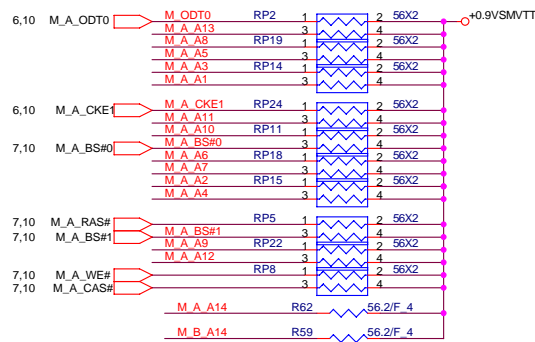 6,10 M_A_ODT0 M_ODT0 RP2 1 2 56X2 +0.9VSMVTT
M_A_A13 3 4
M_A_A8 RP19 1 2 56X2
M_A_A5 3 4
M_A_A3 RP14 1 2 56X2
M_A_A1 3 4
6,10 M_A_CKE1 M_A_CKE1 RP24 1 2 56X2
M_A_A11 3 4
M_A_A10 RP11 1 2 56X2
7,10 M_A_BS#0 M_A_BS#0 3 4
M_A_A6 RP18 1 2 56X2
M_A_A7 3 4
M_A_A2 RP15 1 2 56X2
M_A_A4 3 4
7,10 M_A_RAS# RP5 1 2 56X2
7,10 M_A_BS#1 M_A_BS#1 3 4
M_A_A9 RP22 1 2 56X2
M_A_A12 3 4
7,10 M_A_WE# RP8 1 2 56X2
7,10 M_A_CAS# 3 4
M_A_A14 R62 56.2/F_4
M_B_A14 R59 56.2/F_4